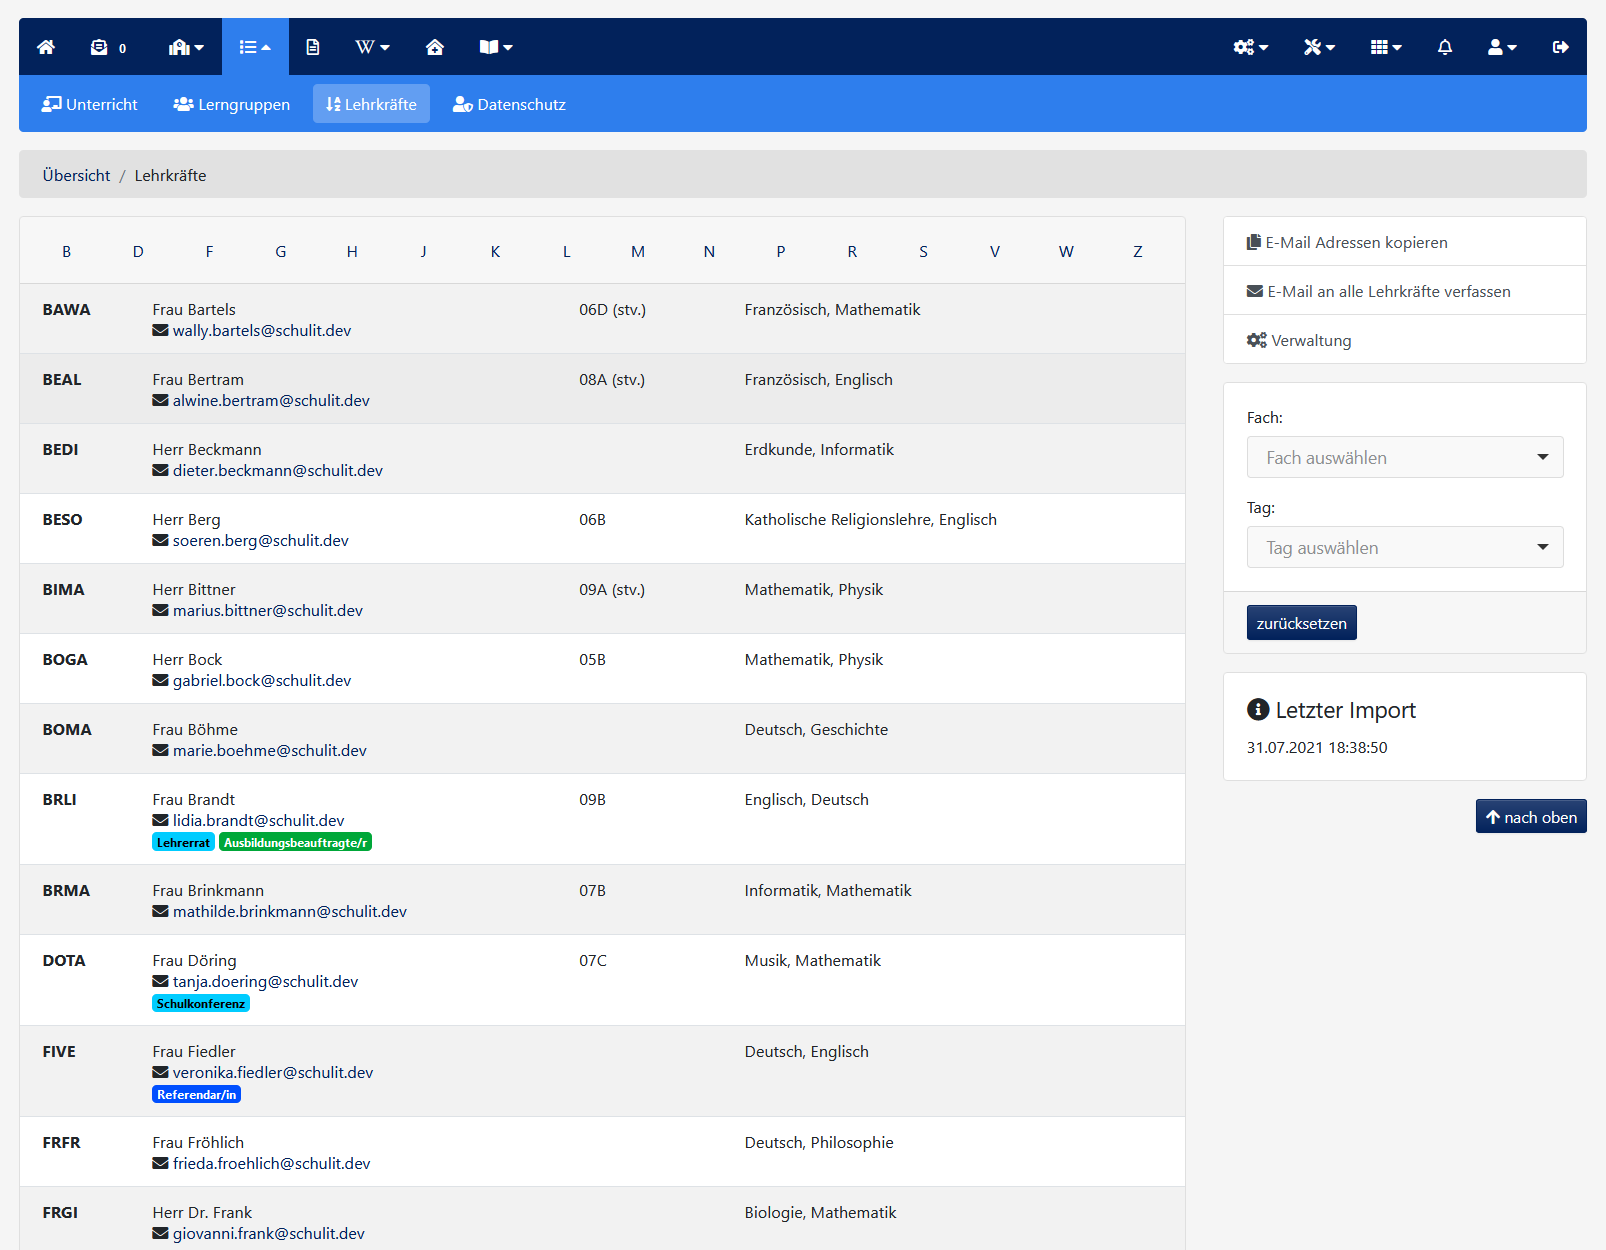 0
Unterricht Lerngruppen Lehrkräfte Datenschutz
Übersicht / Lehrkräfte
B D F G H J K L M N P R S V W Z
BAWA Frau Bartels 06D (stv.) Französisch, Mathematik
wally.bartels@schulit.dev
BEAL Frau Bertram 08A (stv.) Französisch, Englisch
alwine.bertram@schulit.dev
BEDI Herr Beckmann Erdkunde, Informatik
dieter.beckmann@schulit.dev
BESO Herr Berg 06B Katholische Religionslehre, Englisch
soeren.berg@schulit.dev
BIMA Herr Bittner 09A (stv.) Mathematik, Physik
marius.bittner@schulit.dev
BOGA Herr Bock 05B Mathematik, Physik
gabriel.bock@schulit.dev
BOMA Frau Böhme Deutsch, Geschichte
marie.boehme@schulit.dev
BRLI Frau Brandt 09B Englisch, Deutsch
lidia.brandt@schulit.dev
Lehrerrat Ausbildungsbeauftragte/r
BRMA Frau Brinkmann 07B Informatik, Mathematik
mathilde.brinkmann@schulit.dev
DOTA Frau Döring 07C Musik, Mathematik
tanja.doering@schulit.dev
Schulkonferenz
FIVE Frau Fiedler Deutsch, Englisch
veronika.fiedler@schulit.dev
Referendar/in
FRFR Frau Fröhlich Deutsch, Philosophie
frieda.froehlich@schulit.dev
FRGI Herr Dr. Frank Biologie, Mathematik
giovanni.frank@schulit.dev
E-Mail Adressen kopieren
E-Mail an alle Lehrkräfte verfassen
Verwaltung
Fach:
Fach auswählen
Tag:
Tag auswählen
zurücksetzen
Letzter Import
31.07.2021 18:38:50
nach oben